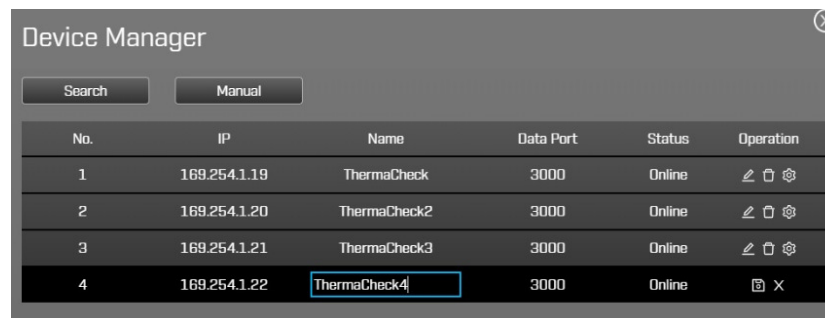 Device Manager
Search Manual
No. IP Name Data Port Status Operation
1 169.254.1.19 ThermaCheck 3000 Online
2 169.254.1.20 ThermaCheck2 3000 Online
3 169.254.1.21 ThermaCheck3 3000 Online
4 169.254.1.22 ThermaCheck4 3000 Online